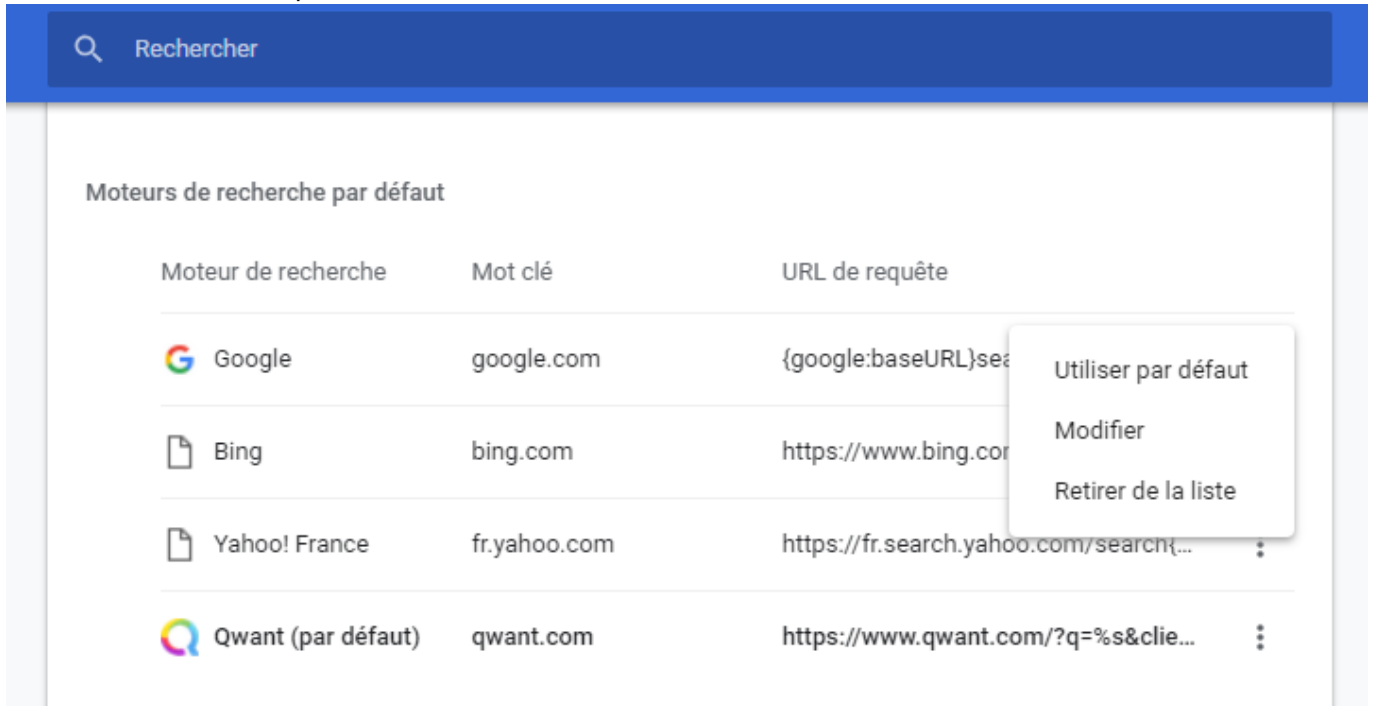 Rechercher
Moteurs de recherche par défaut
Moteur de recherche Mot clé URL de requête
Google google.com {google:baseURL}sea
Utiliser par défaut
Modifier
Bing bing.com https://www.bing.cor
Retirer de la liste
Yahoo! France fr.yahoo.com https://fr.search.yahoo.com/search{...
Qwant (par défaut) qwant.com https://www.qwant.com/?q=%s&clie...